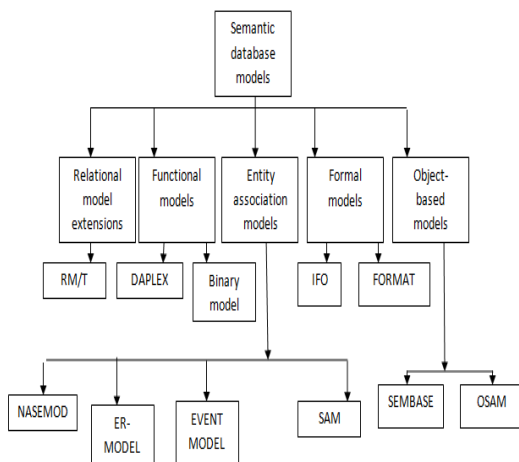 Semantic
database
models
Relational
model
extensions
Functional
models
Entity
association
models
Formal
models
Object-
based models
RM/T
DAPLEX
Binary
model
IFO
FORMAT
NASEMOD
ER-
MODEL
EVENT
MODEL
SAM
SEMBASE
OSAM